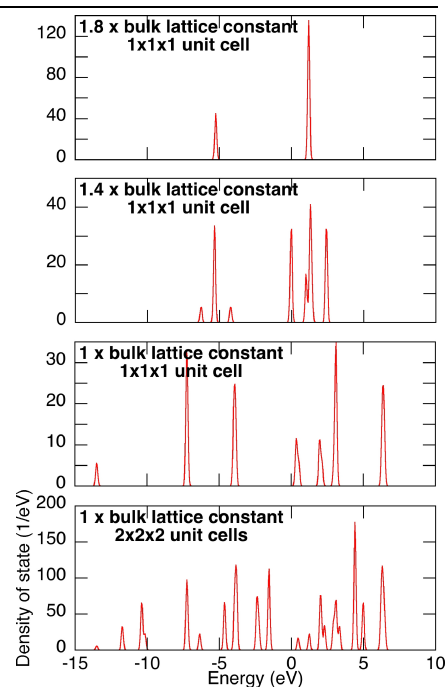 1.8 x bulk lattice constant
1x1x1 unit cell
120
80
40
0
1.4 x bulk lattice constant
1x1x1 unit cell
40
20
0
1 x bulk lattice constant
1x1x1 unit cell
30
20
10
0
1 x bulk lattice constant
2x2x2 unit cells
200
150
100
50
0
Density of state (1/eV)
-15 -10 -5 0 5 10
Energy (eV)